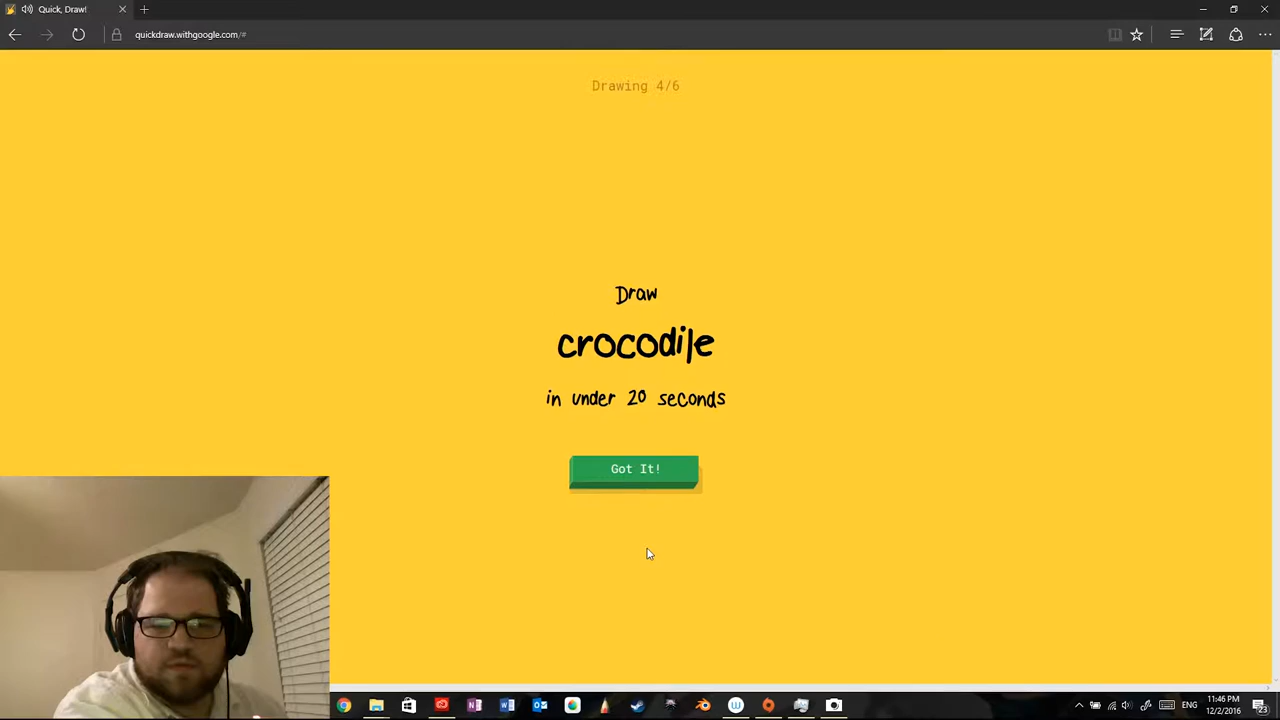 Quick, Draw!
quickdraw.withgoogle.com/#
Drawing 4/6
Draw
crocodile
in under 20 seconds
Got It!
ENG
11:46 PM
12/2/2016